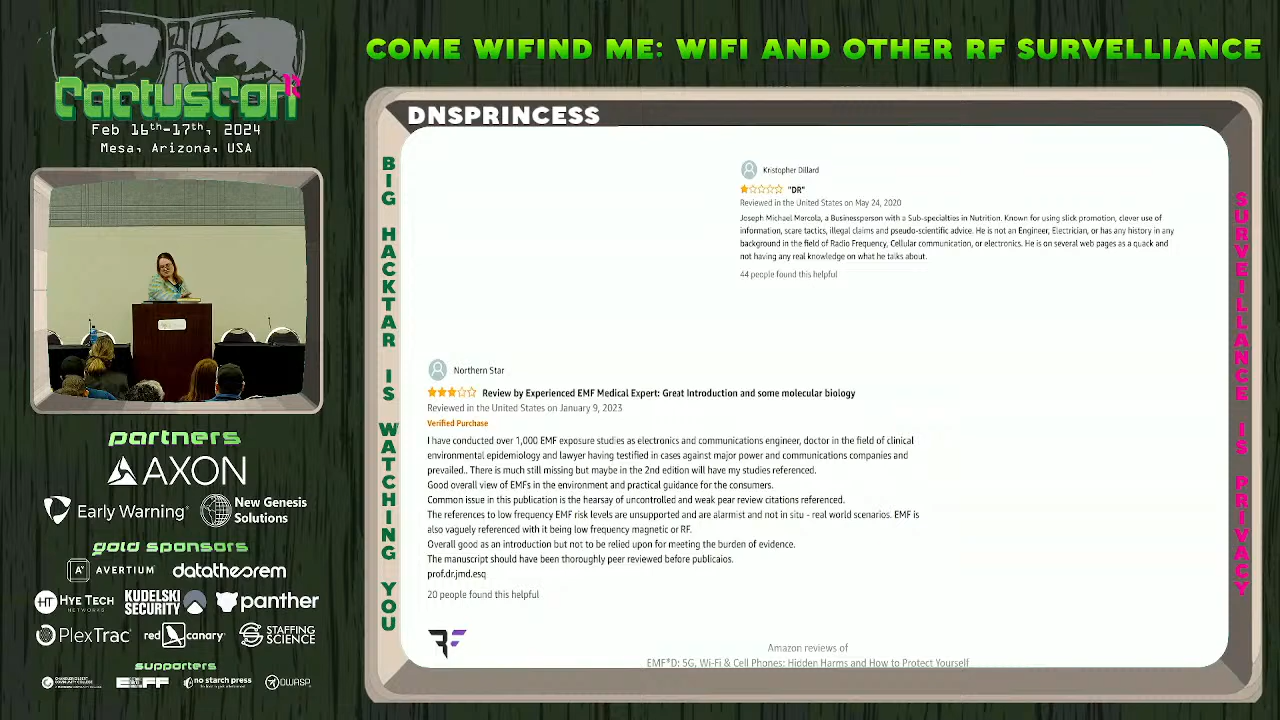 CactusCon
Feb 16th-17th, 2024
Mesa, Arizona, USA
COME WIFIND ME: WIFI AND OTHER RF SURVELLIANCE
DNSPRINCESS
BIG HACKTAR IS WATCHING YOU
SURVEILLANCE IS PRIVACY
Kristopher Dillard
"DR"
Reviewed in the United States on May 24, 2020
Joseph Michael Mercola, a Businessperson with a Sub-specialties in Nutrition. Known for using slick promotion, clever use of
information, scare tactics, illegal claims and pseudo-scientific advice. He is not an Engineer, Electrician, or has any history in any
background in the field of Radio Frequency, Cellular communication, or electronics. He is on several web pages as a quack and
not having any real knowledge on what he talks about.
44 people found this helpful
Northern Star
Review by Experienced EMF Medical Expert: Great Introduction and some molecular biology
Reviewed in the United States on January 9, 2023
Verified Purchase
I have conducted over 1,000 EMF exposure studies as electronics and communications engineer, doctor in the field of clinical
environmental epidemiology and lawyer having testified in cases against major power and communications companies and
prevailed.. There is much still missing but maybe in the 2nd edition will have my studies referenced.
Good overall view of EMFs in the environment and practical guidance for the consumers.
Common issue in this publication is the hearsay of uncontrolled and weak pear review citations referenced.
The references to low frequency EMF risk levels are unsupported and are alarmist and not in situ - real world scenarios. EMF is
also vaguely referenced with it being low frequency magnetic or RF.
Overall good as an introduction but not to be relied upon for meeting the burden of evidence.
The manuscript should have been thoroughly peer reviewed before publicaios.
prof.dr.jmd.esq
20 people found this helpful
RF
Amazon reviews of
EMF*D: 5G, Wi-Fi & Cell Phones: Hidden Harms and How to Protect Yourself
partners
AXON
Early Warning
New Genesis
Solutions
gold sponsors
AVERTIUM
datatheorem
HYE TECH
NETWORKS
KUDELSKI
SECURITY
panther
PlexTrac
red canary
STAFFING
SCIENCE
supporters
EFF
no starch press
OWASP